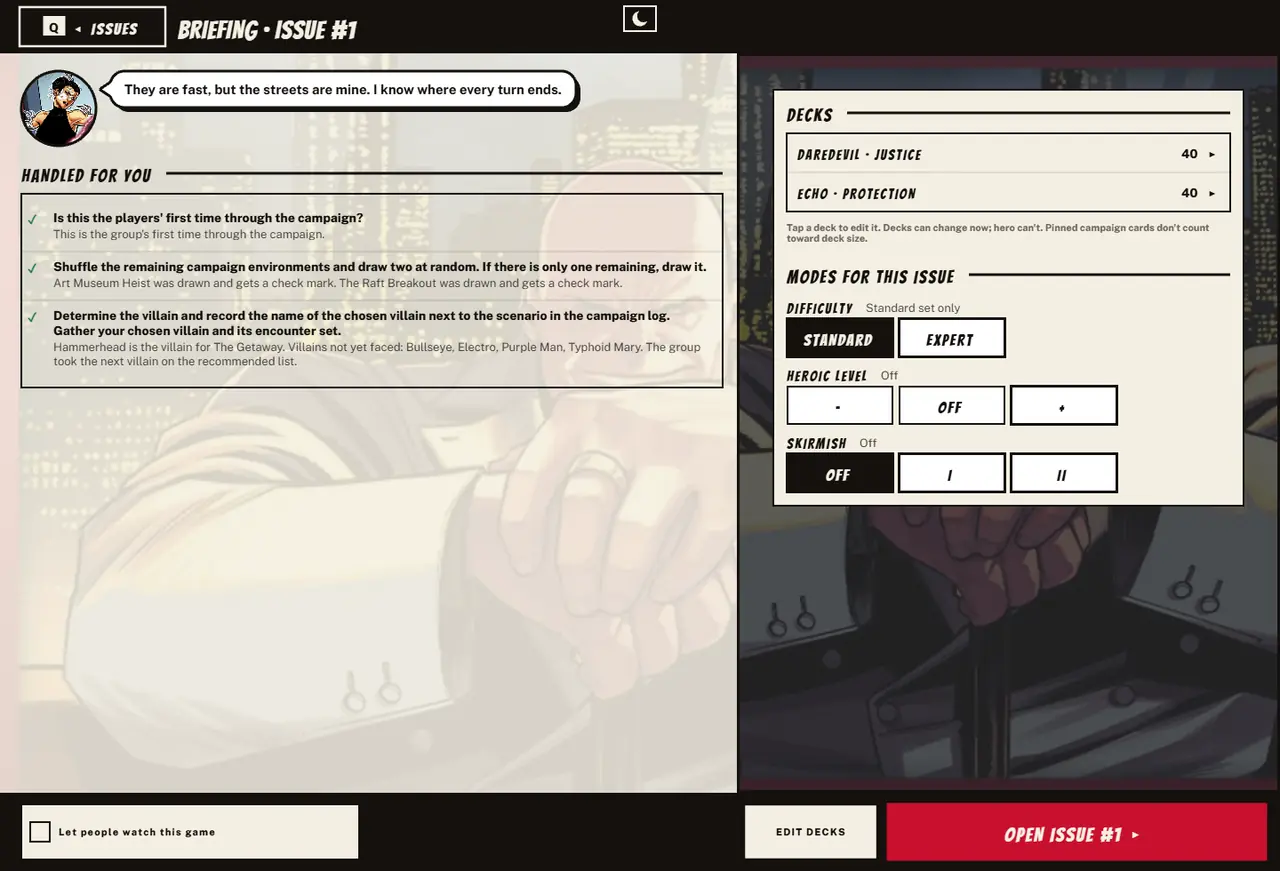 Q ◂ ISSUES
BRIEFING • ISSUE #1
They are fast, but the streets are mine. I know where every turn ends.
HANDLED FOR YOU
✓ Is this the players' first time through the campaign?
This is the group's first time through the campaign.
✓ Shuffle the remaining campaign environments and draw two at random. If there is only one remaining, draw it.
Art Museum Heist was drawn and gets a check mark. The Raft Breakout was drawn and gets a check mark.
✓ Determine the villain and record the name of the chosen villain next to the scenario in the campaign log.
Gather your chosen villain and its encounter set.
Hammerhead is the villain for The Getaway. Villains not yet faced: Bullseye, Electro, Purple Man, Typhoid Mary. The group
took the next villain on the recommended list.
DECKS
DAREDEVIL • JUSTICE 40 ▸
ECHO • PROTECTION 40 ▸
Tap a deck to edit it. Decks can change now; hero can't. Pinned campaign cards don't count
toward deck size.
MODES FOR THIS ISSUE
DIFFICULTY Standard set only
STANDARD EXPERT
HEROIC LEVEL Off
- OFF +
SKIRMISH Off
OFF I II
Let people watch this game
EDIT DECKS
OPEN ISSUE #1 ▸